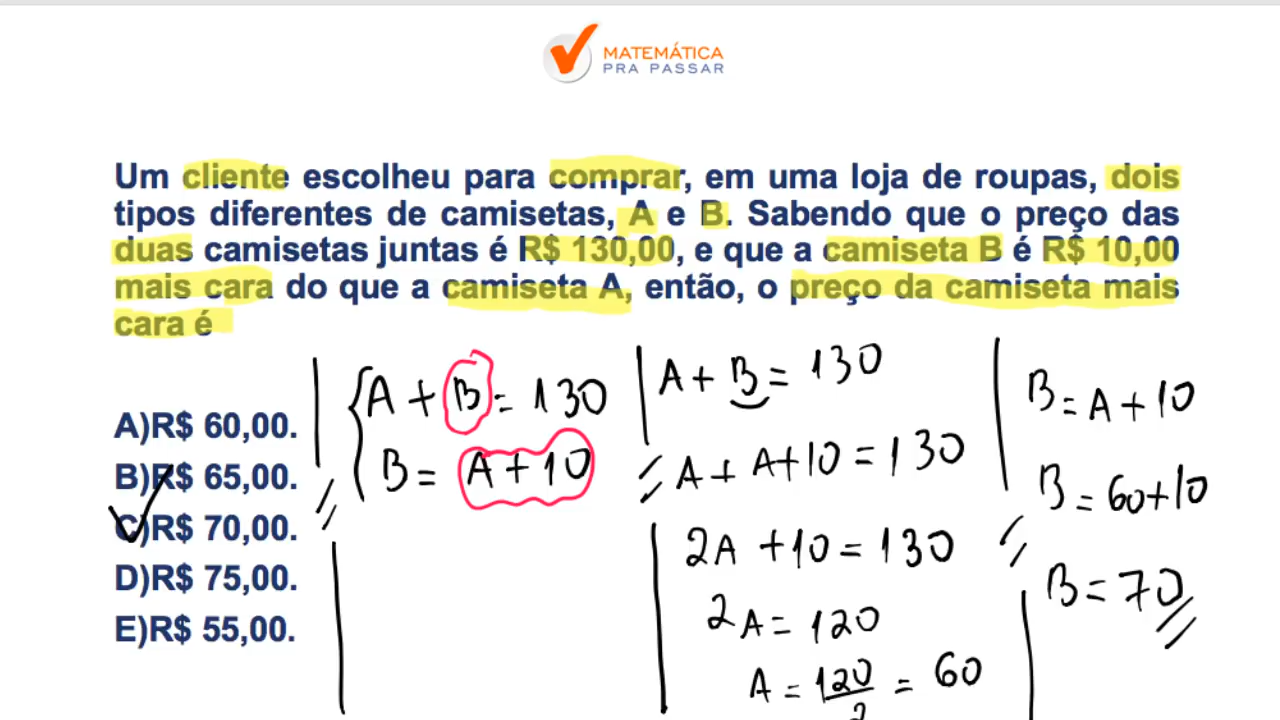 MATEMÁTICA
PRA PASSAR
Um cliente escolheu para comprar, em uma loja de roupas, dois
tipos diferentes de camisetas, A e B. Sabendo que o preço das
duas camisetas juntas é R$ 130,00, e que a camiseta B é R$ 10,00
mais cara do que a camiseta A, então, o preço da camiseta mais
cara é
A)R$ 60,00.
B)R$ 65,00.
C)R$ 70,00.
D)R$ 75,00.
E)R$ 55,00.
A + B = 130
B = A + 10
A + B = 130
A + A+10 = 130
2A +10 = 130
2A = 120
A = 120/2 = 60
B = A + 10
B = 60+10
B = 70